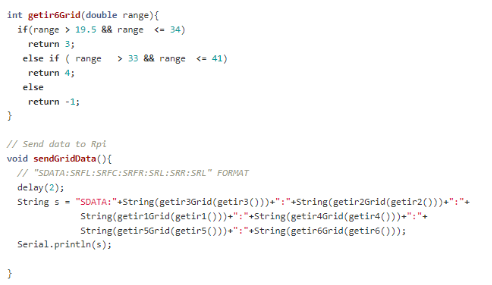 int getir6Grid(double range){
if(range > 19.5 && range <= 34)
return 3;
else if ( range > 33 && range <= 41)
return 4;
else
return -1;
}
// Send data to Rpi
void sendGridData(){
// "SDATA:SRFL:SRFC:SRFR:SRL:SRR:SRL" FORMAT
delay(2);
String s = "SDATA:"+String(getir3Grid(getir3()))+":"+String(getir2Grid(getir2()))+":"+
String(getir1Grid(getir1()))+":"+String(getir4Grid(getir4()))+":"+
String(getir5Grid(getir5()))+":"+String(getir6Grid(getir6()));
Serial.println(s);
}